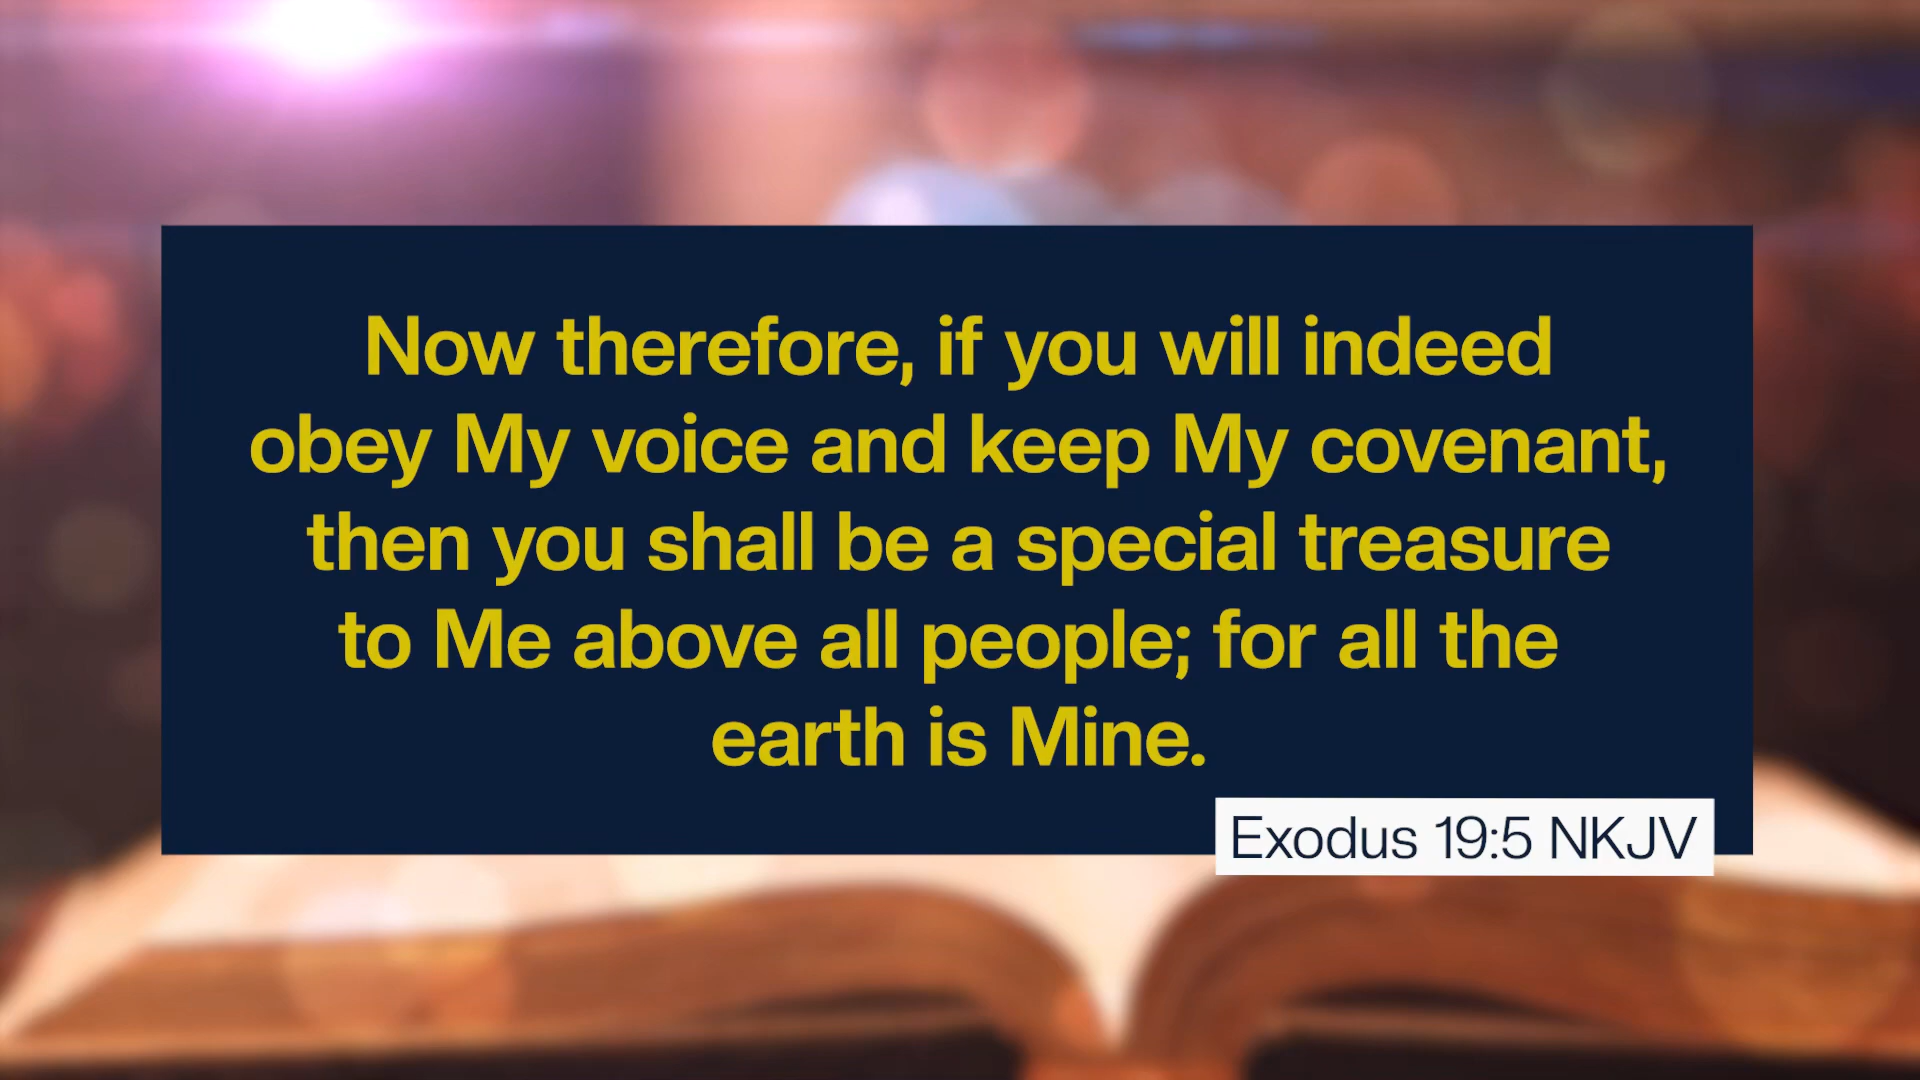 Now therefore, if you will indeed
obey My voice and keep My covenant,
then you shall be a special treasure
to Me above all people; for all the
earth is Mine.
Exodus 19:5 NKJV